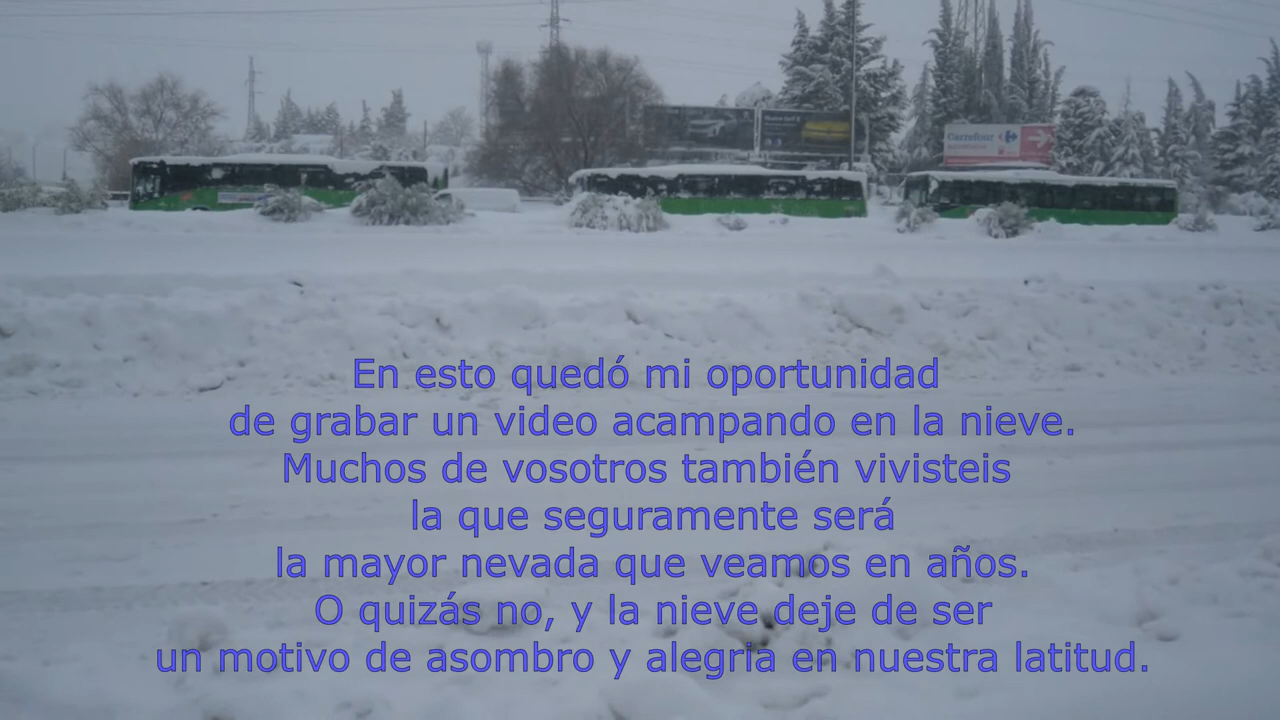 Carrefour
En esto quedó mi oportunidad
de grabar un video acampando en la nieve.
Muchos de vosotros también vivisteis
la que seguramente será
la mayor nevada que veamos en años.
O quizás no, y la nieve deje de ser
un motivo de asombro y alegria en nuestra latitud.